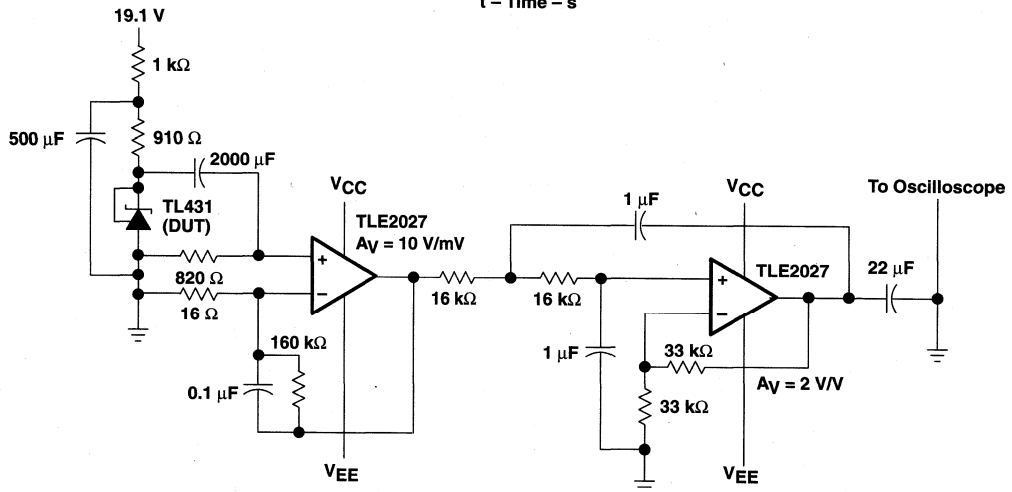 t – Time – s
19.1 V
1 kΩ
500 µF
910 Ω
2000 µF
TL431
(DUT)
820 Ω
16 Ω
160 kΩ
0.1 µF
VCC
TLE2027
AV = 10 V/mV
+
–
VEE
16 kΩ
16 kΩ
1 µF
1 µF
VCC
TLE2027
+
–
33 kΩ
33 kΩ
AV = 2 V/V
VEE
22 µF
To Oscilloscope